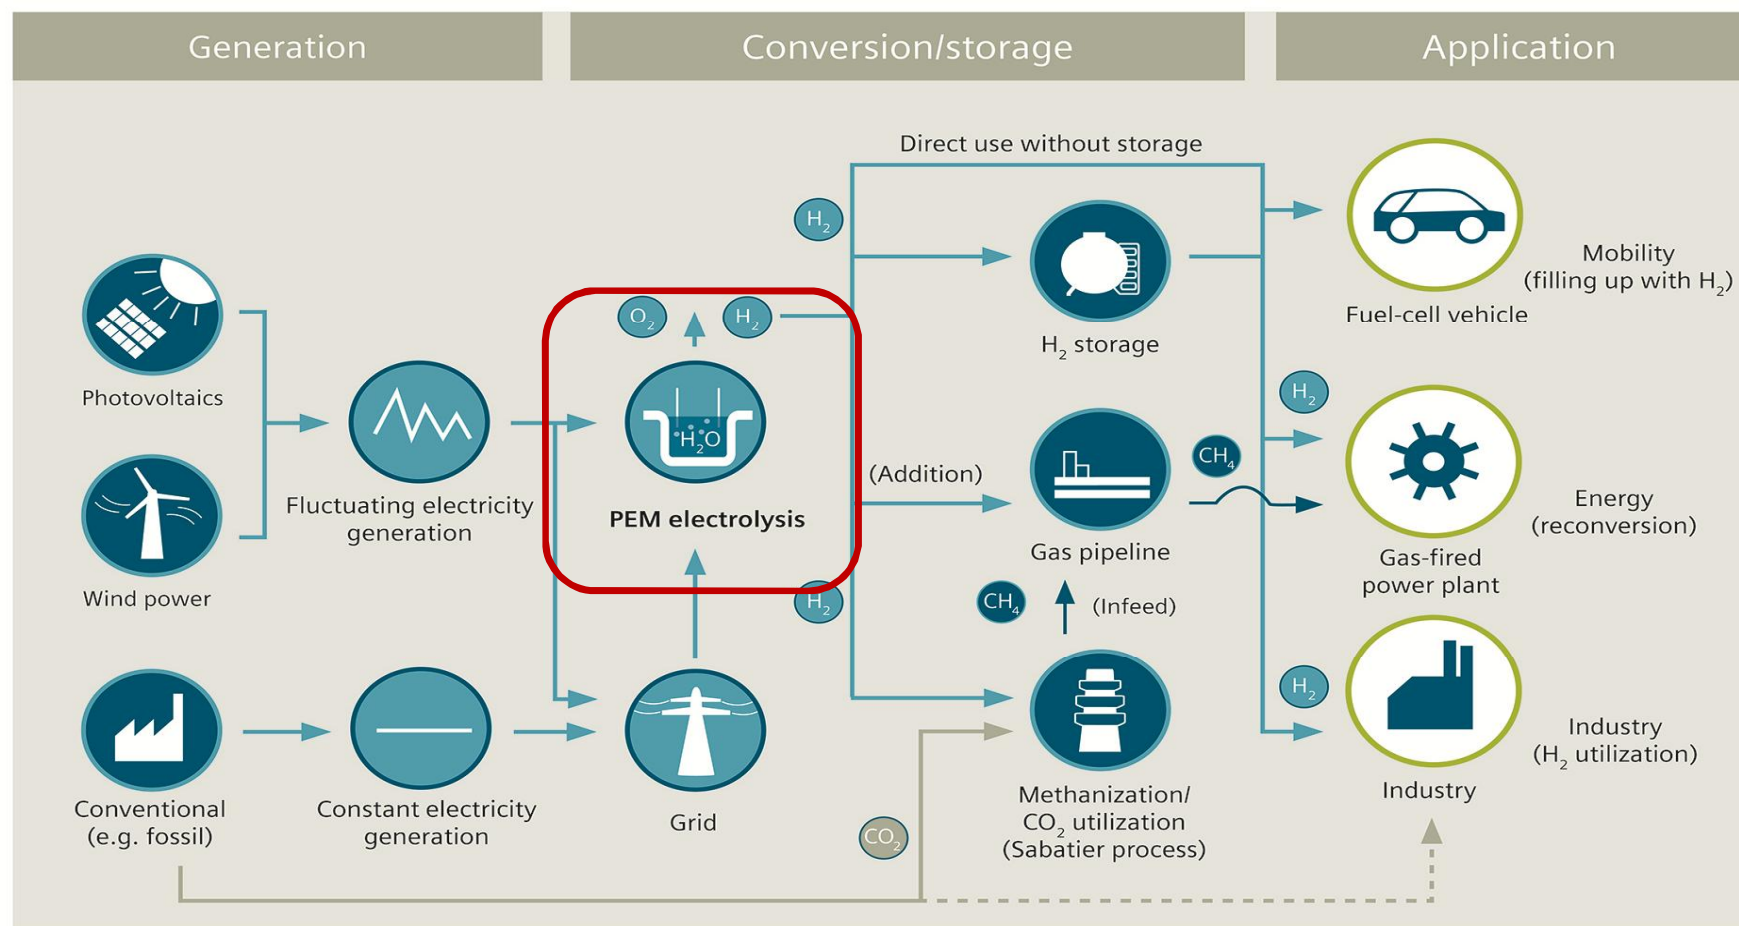 Generation
Conversion/storage
Application
Direct use without storage
H2
Mobility
(filling up with H2)
Fuel-cell vehicle
O2
H2
H2 storage
Photovoltaics
H2
H2O
CH4
(Addition)
Fluctuating electricity
generation
PEM electrolysis
Energy
(reconversion)
Gas pipeline
Gas-fired
power plant
Wind power
H2
CH4
(Infeed)
H2
Industry
(H2 utilization)
Industry
Conventional
(e.g. fossil)
Constant electricity
generation
Grid
Methanization/
CO2 utilization
(Sabatier process)
CO2